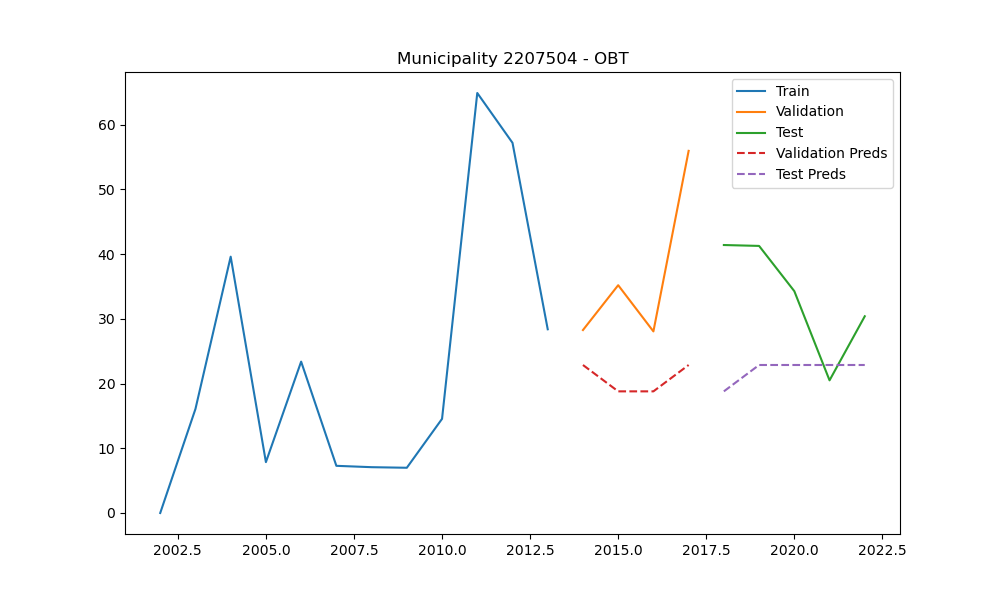 Municipality 2207504 - OBT
Train
Validation
Test
Validation Preds
Test Preds
60
50
40
30
20
10
0
2002.5 2005.0 2007.5 2010.0 2012.5 2015.0 2017.5 2020.0 2022.5